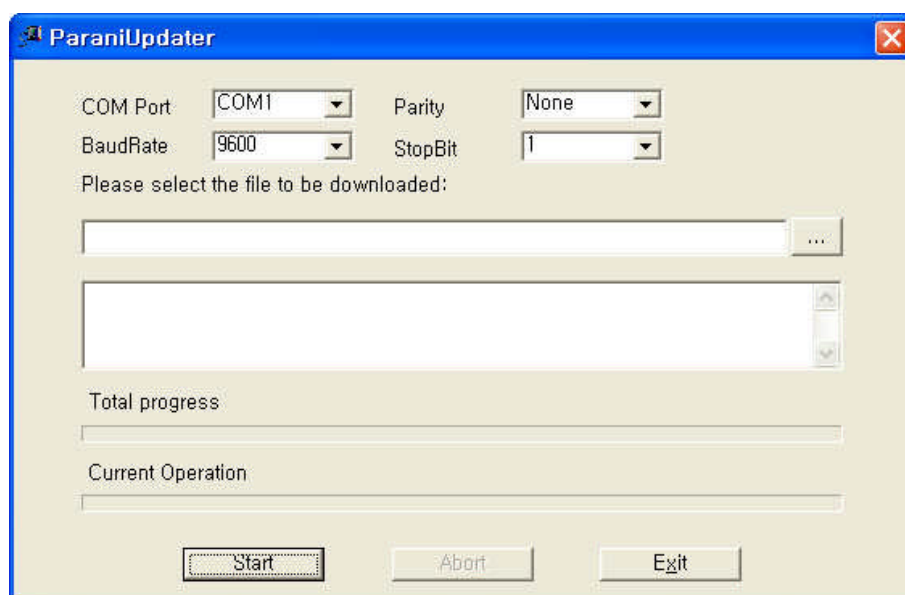 ParaniUpdater
COM Port COM1 Parity None
BaudRate 9600 StopBit 1
Please select the file to be downloaded:
...
Total progress
Current Operation
Start Abort Exit